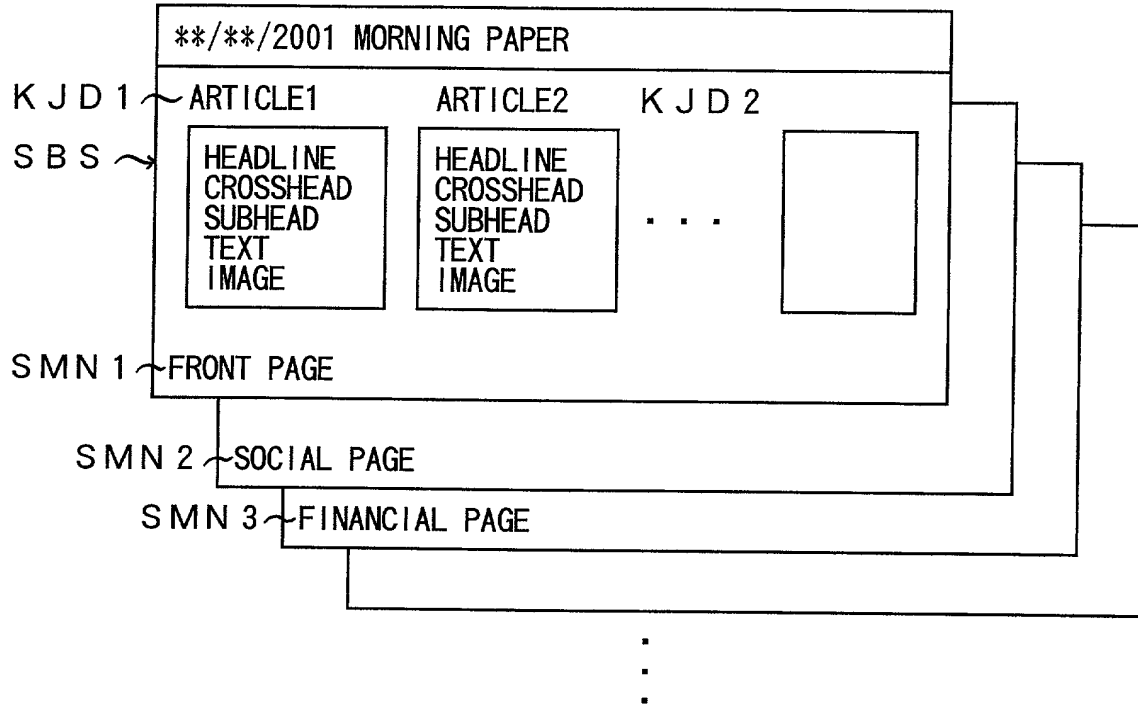 **/**/2001 MORNING PAPER
KJD1 ARTICLE1 ARTICLE2 KJD2
SBS
HEADLINE
CROSSHEAD
SUBHEAD
TEXT
IMAGE
HEADLINE
CROSSHEAD
SUBHEAD
TEXT
IMAGE
. . .
SMN1 FRONT PAGE
SMN2 SOCIAL PAGE
SMN3 FINANCIAL PAGE